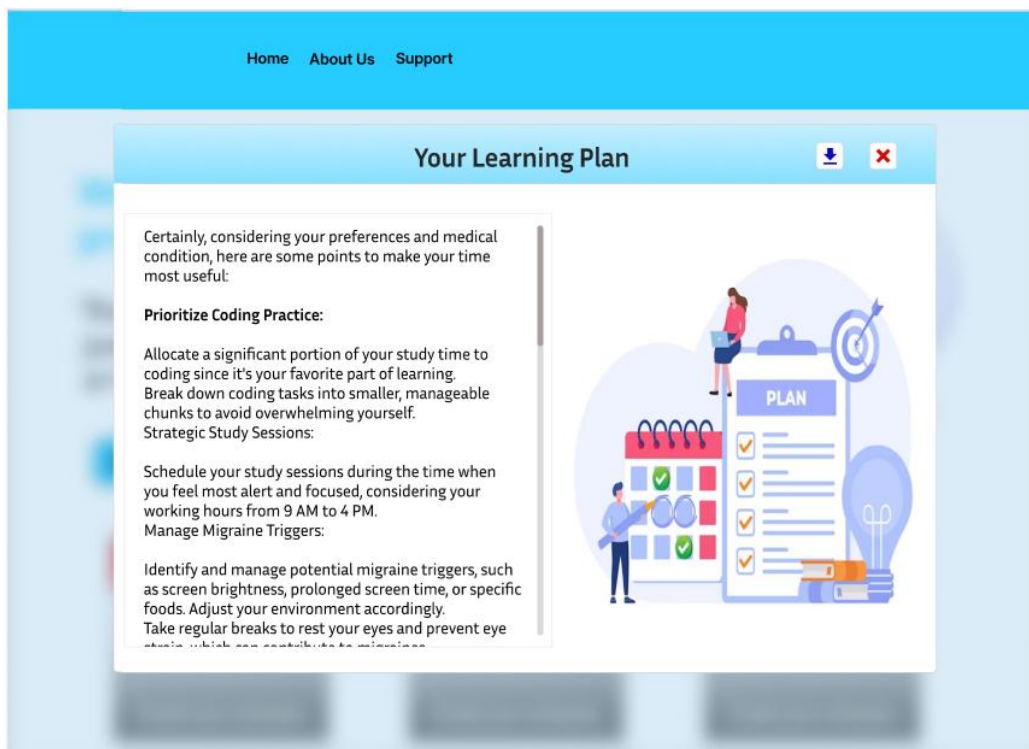 Home About Us Support
Your Learning Plan
Certainly, considering your preferences and medical
condition, here are some points to make your time
most useful:
Prioritize Coding Practice:
Allocate a significant portion of your study time to
coding since it's your favorite part of learning.
Break down coding tasks into smaller, manageable
chunks to avoid overwhelming yourself.
Strategic Study Sessions:
Schedule your study sessions during the time when
you feel most alert and focused, considering your
working hours from 9 AM to 4 PM.
Manage Migraine Triggers:
Identify and manage potential migraine triggers, such
as screen brightness, prolonged screen time, or specific
foods. Adjust your environment accordingly.
Take regular breaks to rest your eyes and prevent eye
strain, which can contribute to migraines.
PLAN